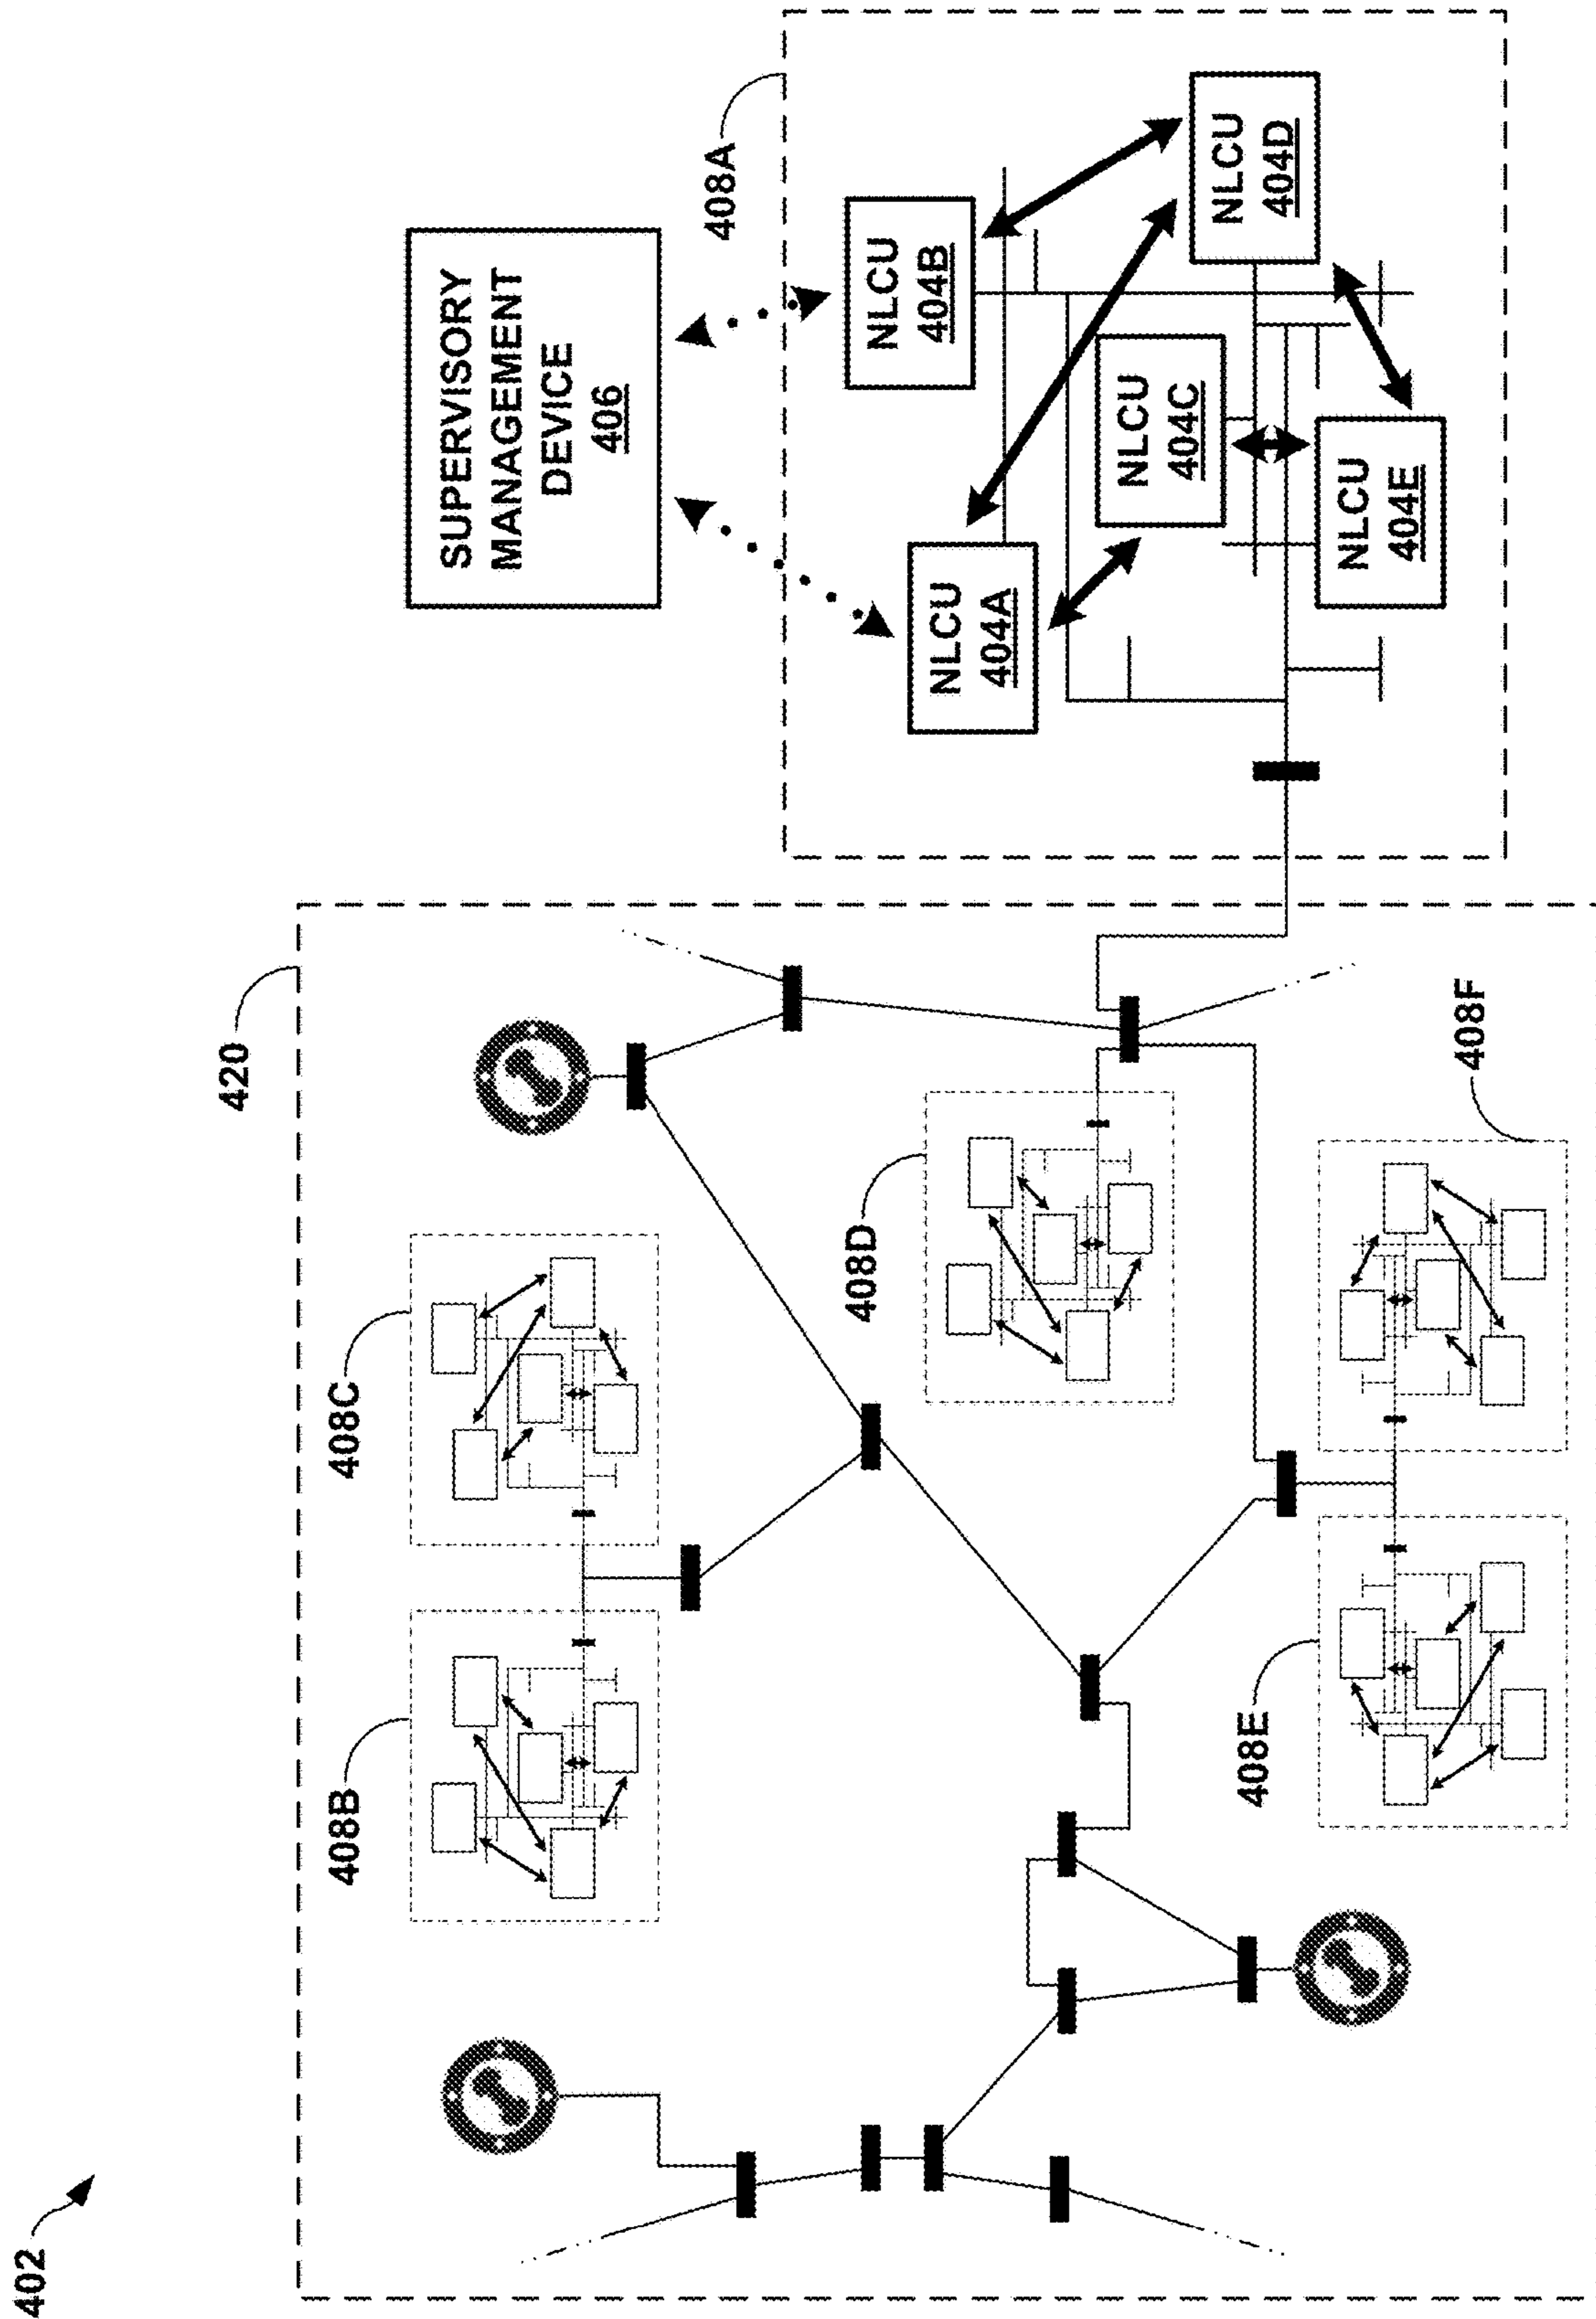 402
420
408B
408C
408D
408E
408F
SUPERVISORY
MANAGEMENT
DEVICE
406
408A
NLCU
404A
NLCU
404B
NLCU
404C
NLCU
404D
NLCU
404E